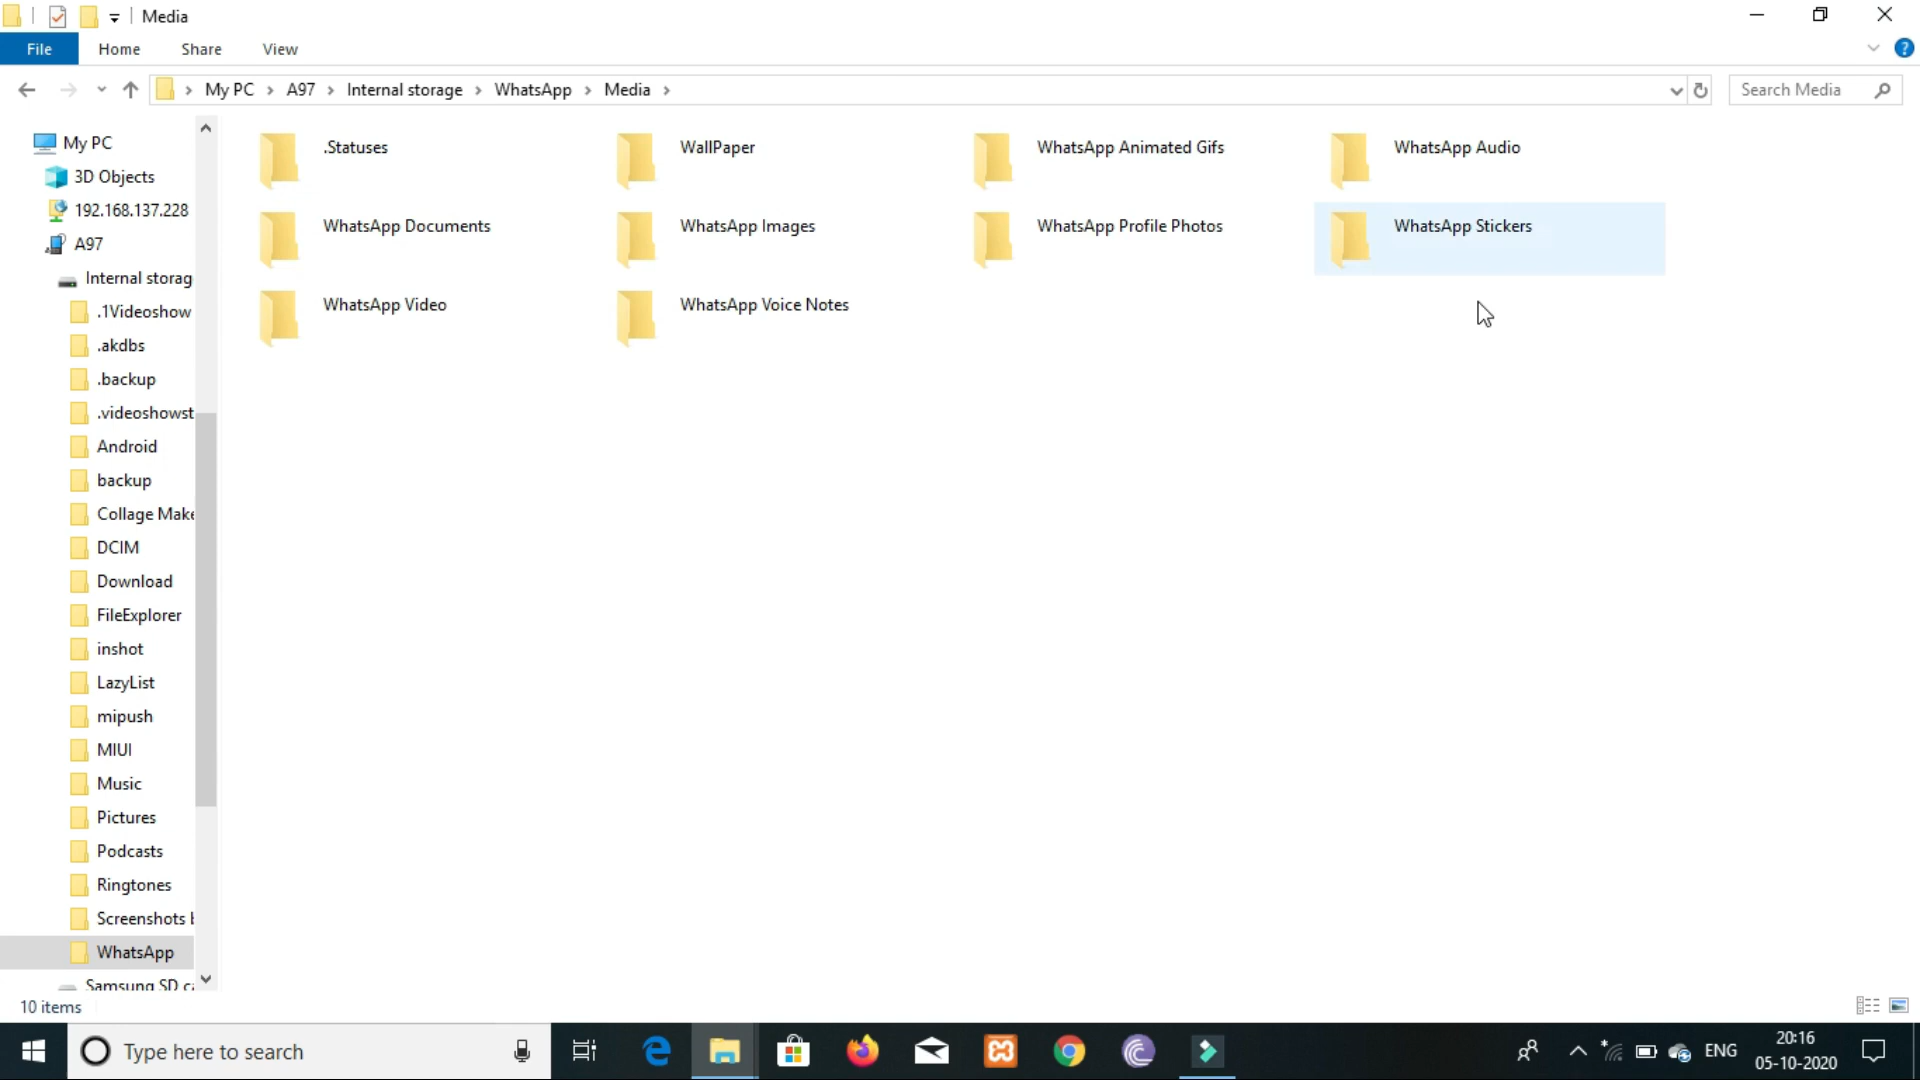 Media
File Home Share View
My PC A97 Internal storage WhatsApp Media
Search Media
My PC
3D Objects
192.168.137.228
A97
Internal storag
.1Videoshow
.akdbs
.backup
.videoshowst
Android
backup
Collage Make
DCIM
Download
FileExplorer
inshot
LazyList
mipush
MIUI
Music
Pictures
Podcasts
Ringtones
Screenshots b
WhatsApp
Samsung SD ca
.Statuses WallPaper WhatsApp Animated Gifs WhatsApp Audio
WhatsApp Documents WhatsApp Images WhatsApp Profile Photos WhatsApp Stickers
WhatsApp Video WhatsApp Voice Notes
10 items
Type here to search
ENG
20:16
05-10-2020